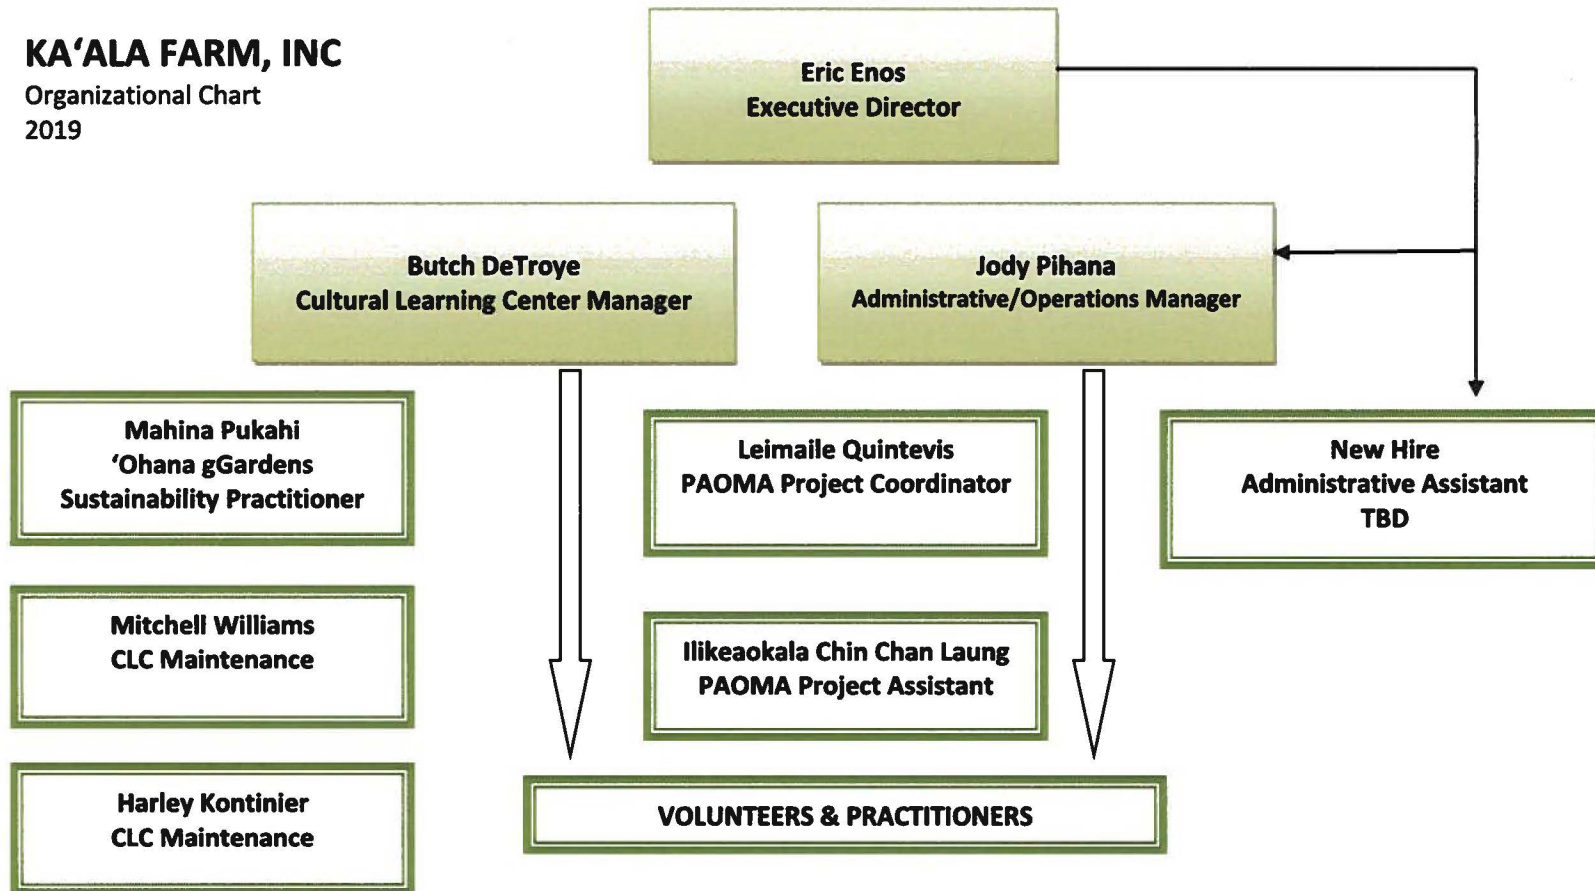 KA‘ALA FARM, INC
Organizational Chart
2019
Eric Enos
Executive Director
Butch DeTroye
Cultural Learning Center Manager
Jody Pihana
Administrative/Operations Manager
Mahina Pukahi
‘Ohana gGardens
Sustainability Practitioner
Leimaile Quintevis
PAOMA Project Coordinator
New Hire
Administrative Assistant
TBD
Mitchell Williams
CLC Maintenance
Ilikeaokala Chin Chan Laung
PAOMA Project Assistant
Harley Kontinier
CLC Maintenance
VOLUNTEERS & PRACTITIONERS